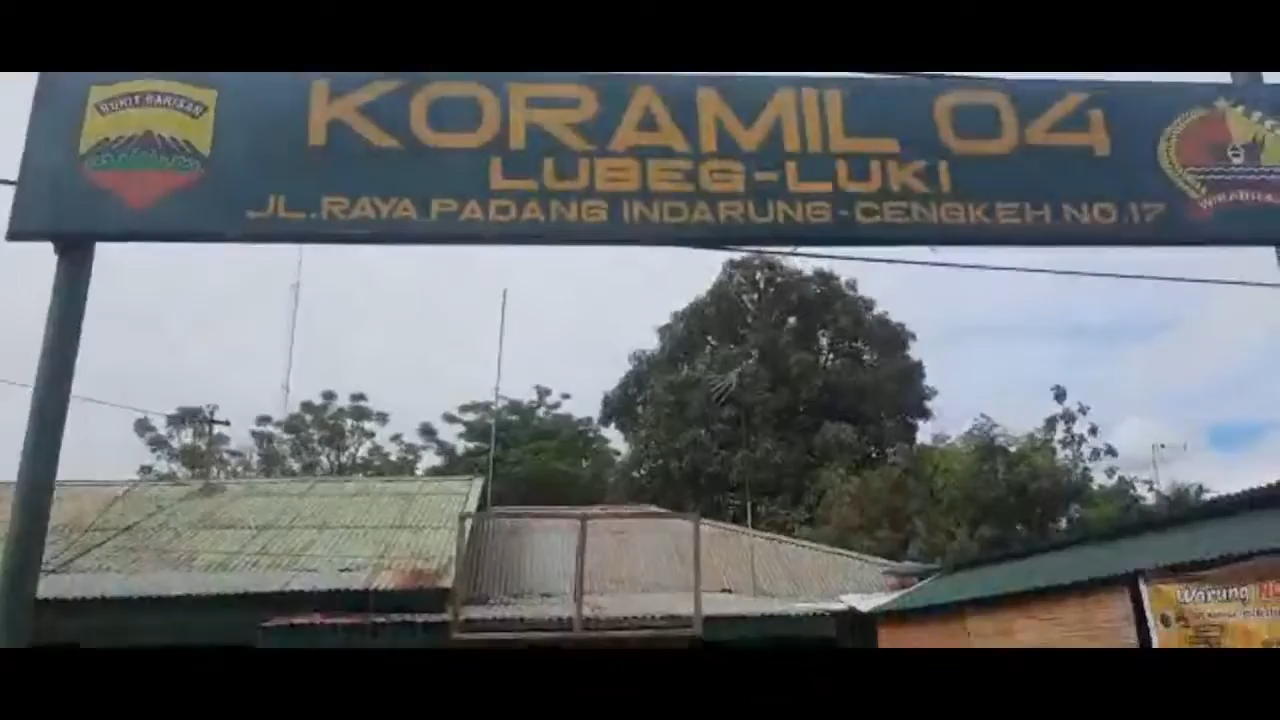 BUKIT BARISAN
KORAMIL 04
LUBEG-LUKI
JL.RAYA PADANG INDARUNG-CENGKEH NO.17
Warung